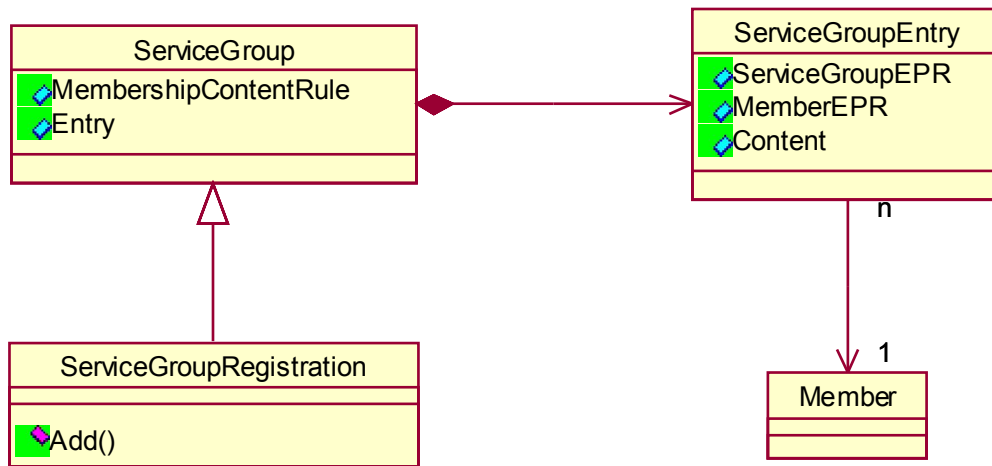 ServiceGroup
MembershipContentRule
Entry
ServiceGroupEntry
ServiceGroupEPR
MemberEPR
Content
n
1
ServiceGroupRegistration
Add()
Member